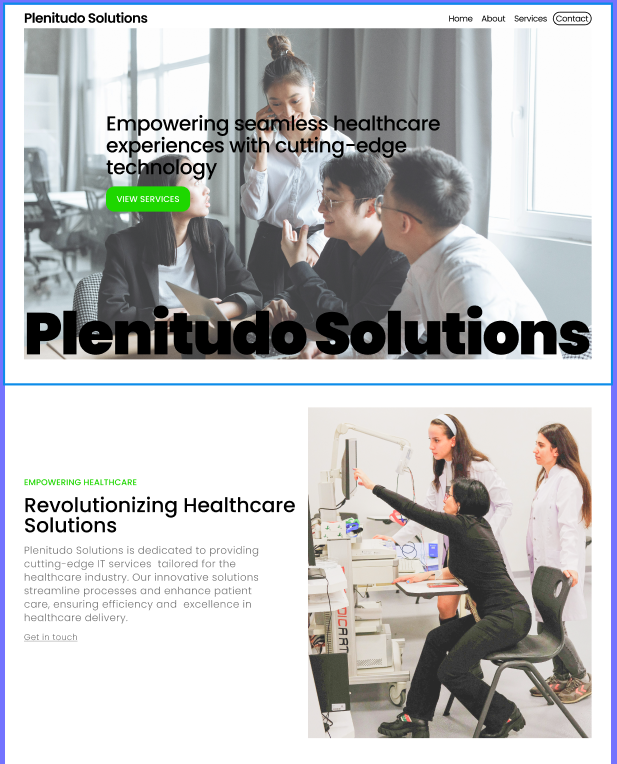 Plenitudo Solutions
Home About Services Contact
Empowering seamless healthcare
experiences with cutting-edge
technology
VIEW SERVICES
Plenitudo Solutions
EMPOWERING HEALTHCARE
Revolutionizing Healthcare
Solutions
Plenitudo Solutions is dedicated to providing
cutting-edge IT services tailored for the
healthcare industry. Our innovative solutions
streamline processes and enhance patient
care, ensuring efficiency and excellence in
healthcare delivery.
Get in touch